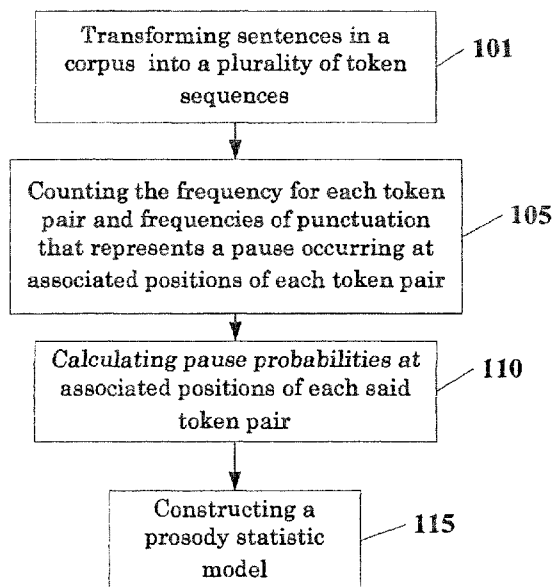 Transforming sentences in a
corpus into a plurality of token
sequences
101
Counting the frequency for each token
pair and frequencies of punctuation
that represents a pause occurring at
associated positions of each token pair
105
Calculating pause probabilities at
associated positions of each said
token pair
110
Constructing a
prosody statistic
model
115